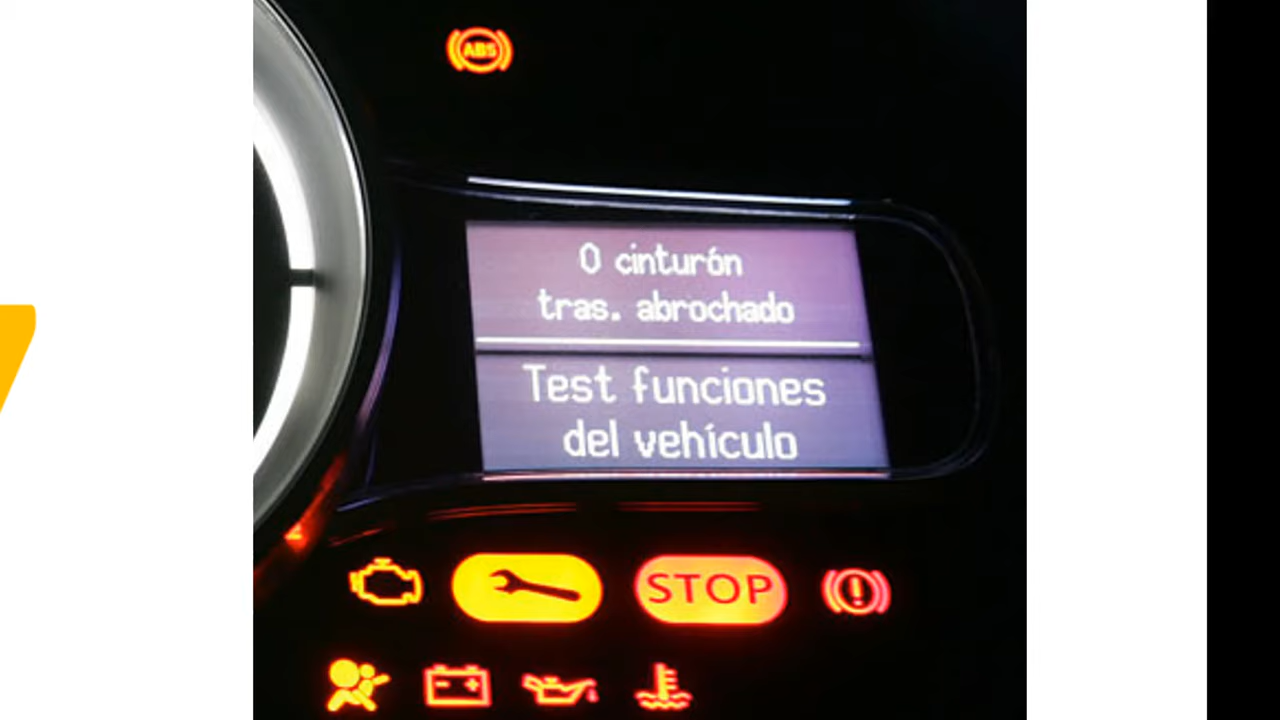 ABS
0 cinturón
tras. abrochado
Test funciones
del vehículo
STOP